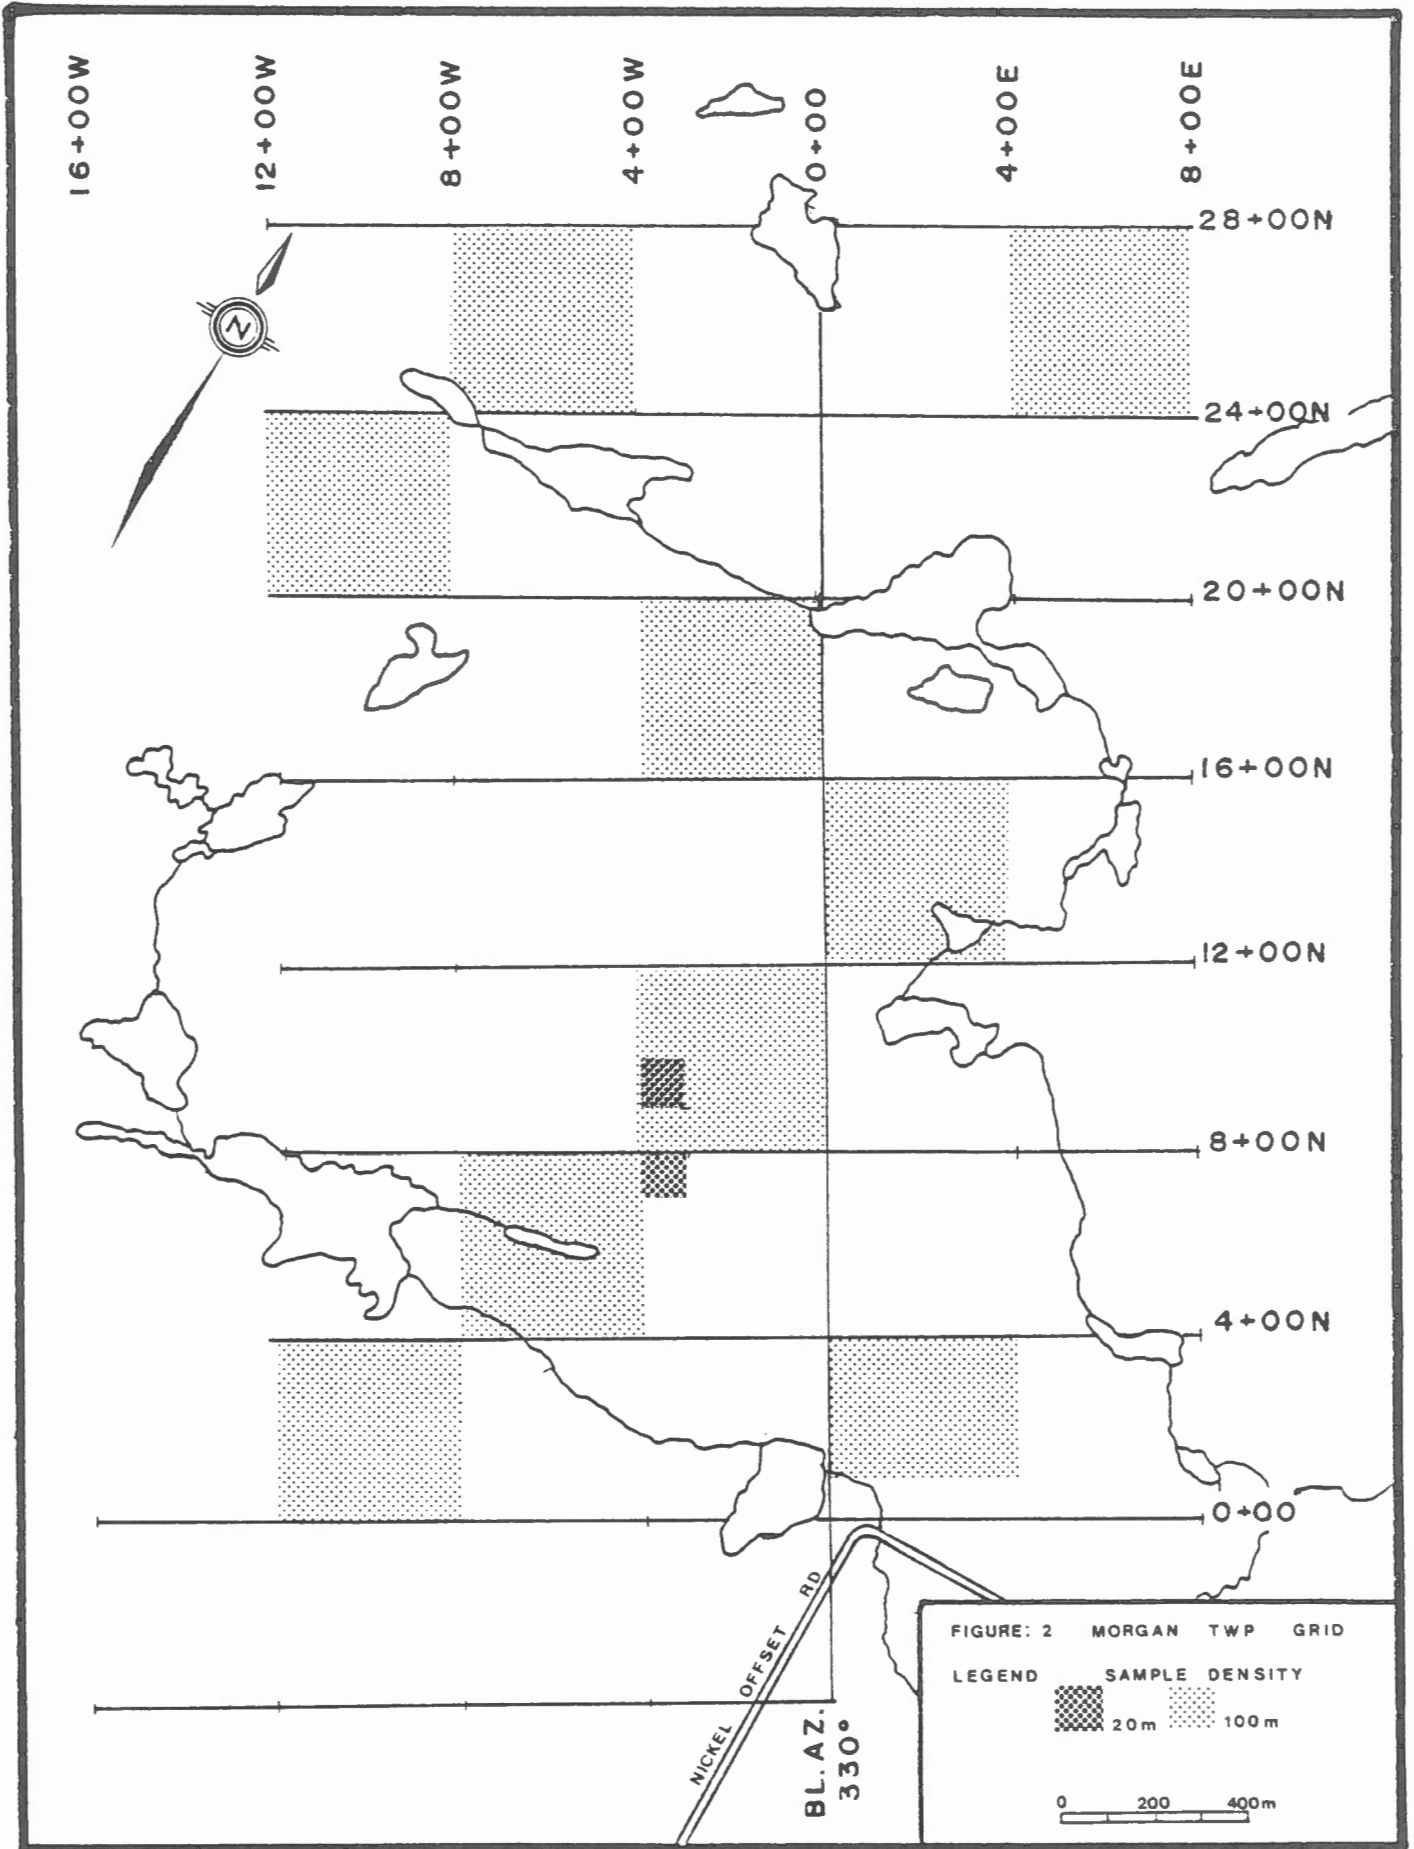 16+00W
12+00W
8+00W
4+00W
0+00
4+00E
8+00E
28+00N
N
24+00N
20+00N
16+00N
12+00N
8+00N
4+00N
0+00
NICKEL OFFSET RD
BL. AZ.
330°
FIGURE: 2 MORGAN TWP GRID
LEGEND SAMPLE DENSITY
20m 100m
0 200 400m